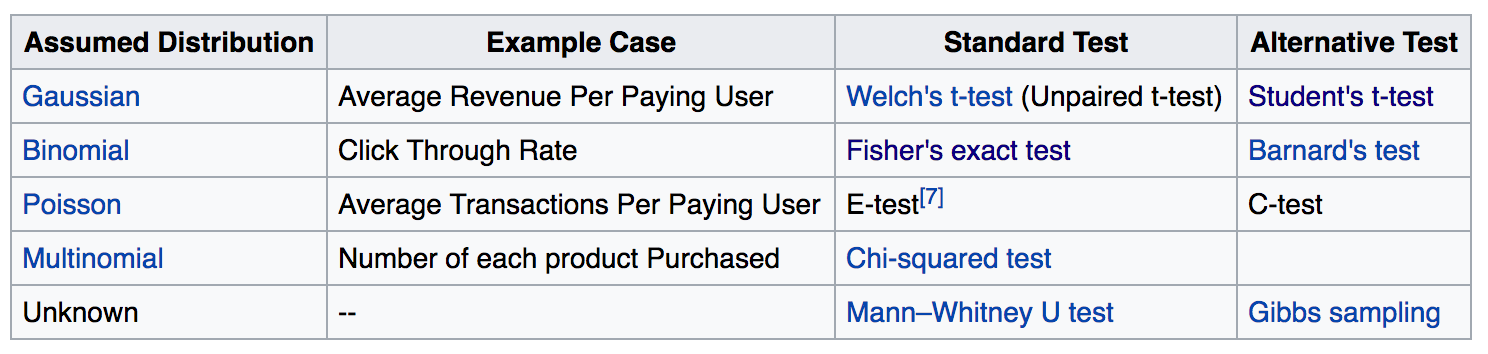 Assumed Distribution Example Case Standard Test Alternative Test
Gaussian Average Revenue Per Paying User Welch's t-test (Unpaired t-test) Student's t-test
Binomial Click Through Rate Fisher's exact test Barnard's test
Poisson Average Transactions Per Paying User E-test[7] C-test
Multinomial Number of each product Purchased Chi-squared test
Unknown -- Mann–Whitney U test Gibbs sampling